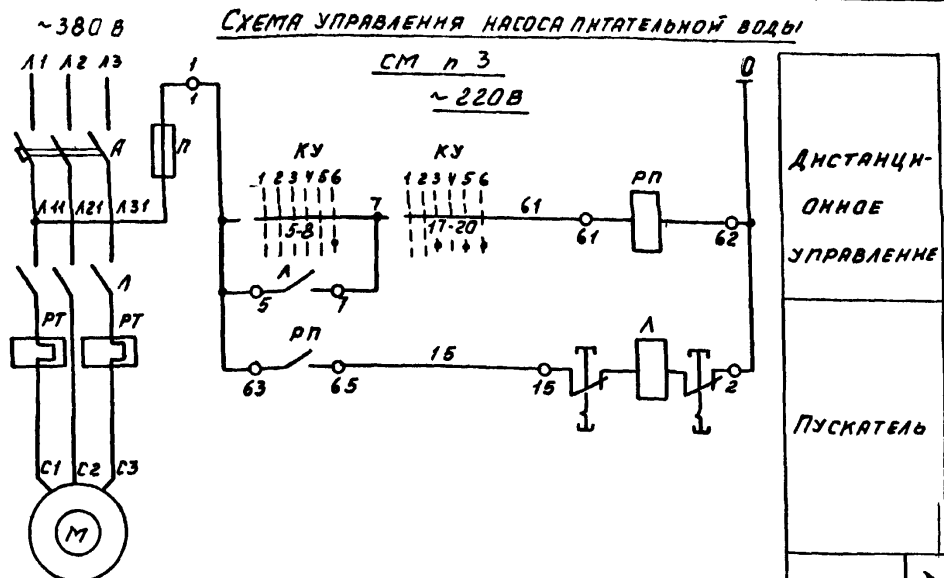 СХЕМА УПРАВЛЕНИЯ НАСОСА ПИТАТЕЛЬНОЙ ВОДЫ
СМ п 3
~380 В
~220В
Л1 Л2 Л3
А
П
1
1
0
Л11 Л21 Л31
Л
РТ РТ
С1 С2 С3
М
КУ
1 2 3 4 5 6
5-8
7
КУ
1 2 3 4 5 6
17-20
61
61
РП
62
Л
5 7
РП
63 65
15
15
Л
2
ДИСТАНЦИ-
ОННОЕ
УПРАВЛЕНИЕ
ПУСКАТЕЛЬ